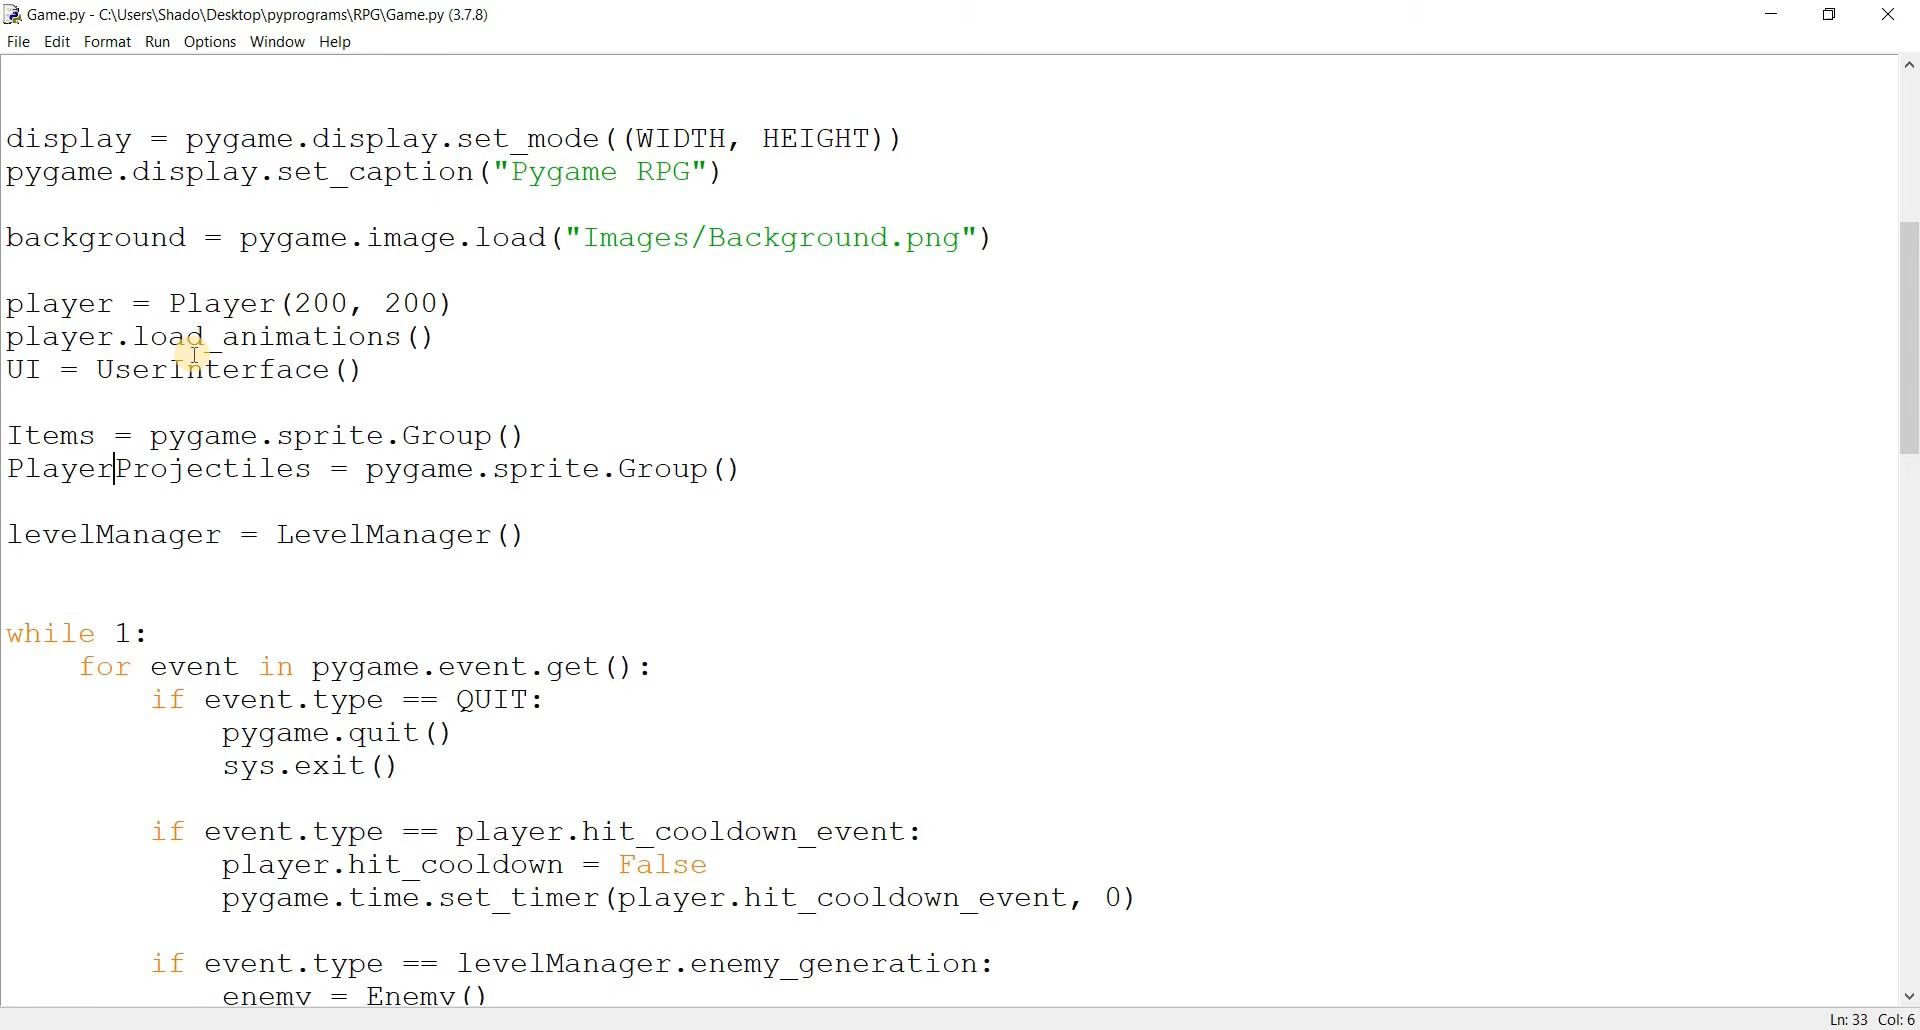 Game.py - C:\Users\Shado\Desktop\pyprograms\RPG\Game.py (3.7.8)
File Edit Format Run Options Window Help
display = pygame.display.set_mode((WIDTH, HEIGHT))
pygame.display.set_caption("Pygame RPG")
background = pygame.image.load("Images/Background.png")
player = Player(200, 200)
player.load_animations()
UI = UserInterface()
Items = pygame.sprite.Group()
PlayerProjectiles = pygame.sprite.Group()
levelManager = LevelManager()
while 1:
for event in pygame.event.get():
if event.type == QUIT:
pygame.quit()
sys.exit()
if event.type == player.hit_cooldown_event:
player.hit_cooldown = False
pygame.time.set_timer(player.hit_cooldown_event, 0)
if event.type == levelManager.enemy_generation:
enemy = Enemy()
Ln: 33 Col: 6